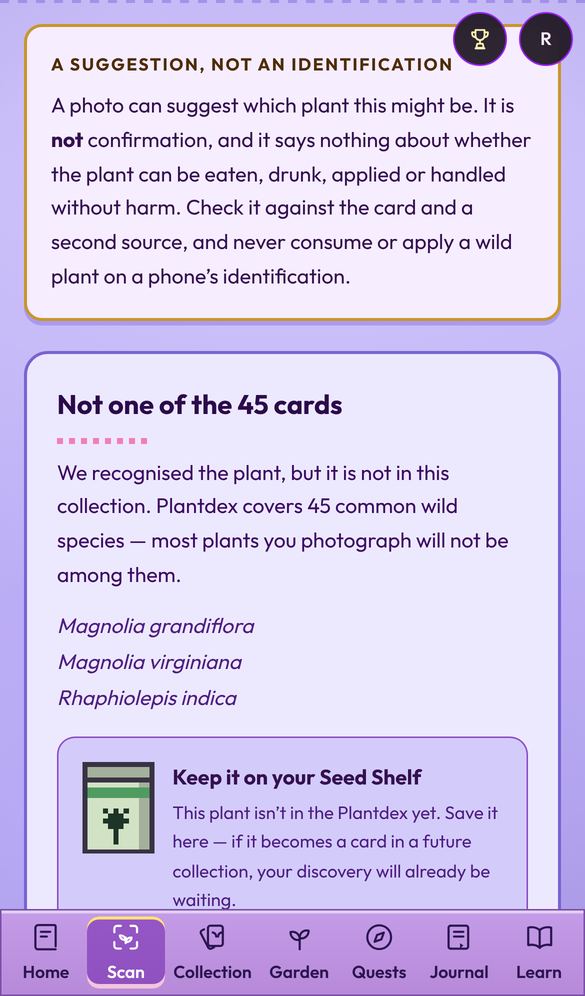 R
A SUGGESTION, NOT AN IDENTIFICATION
A photo can suggest which plant this might be. It is
not confirmation, and it says nothing about whether
the plant can be eaten, drunk, applied or handled
without harm. Check it against the card and a
second source, and never consume or apply a wild
plant on a phone’s identification.
Not one of the 45 cards
We recognised the plant, but it is not in this
collection. Plantdex covers 45 common wild
species — most plants you photograph will not be
among them.
Magnolia grandiflora
Magnolia virginiana
Rhaphiolepis indica
Keep it on your Seed Shelf
This plant isn’t in the Plantdex yet. Save it
here — if it becomes a card in a future
collection, your discovery will already be
waiting.
Home Scan Collection Garden Quests Journal Learn